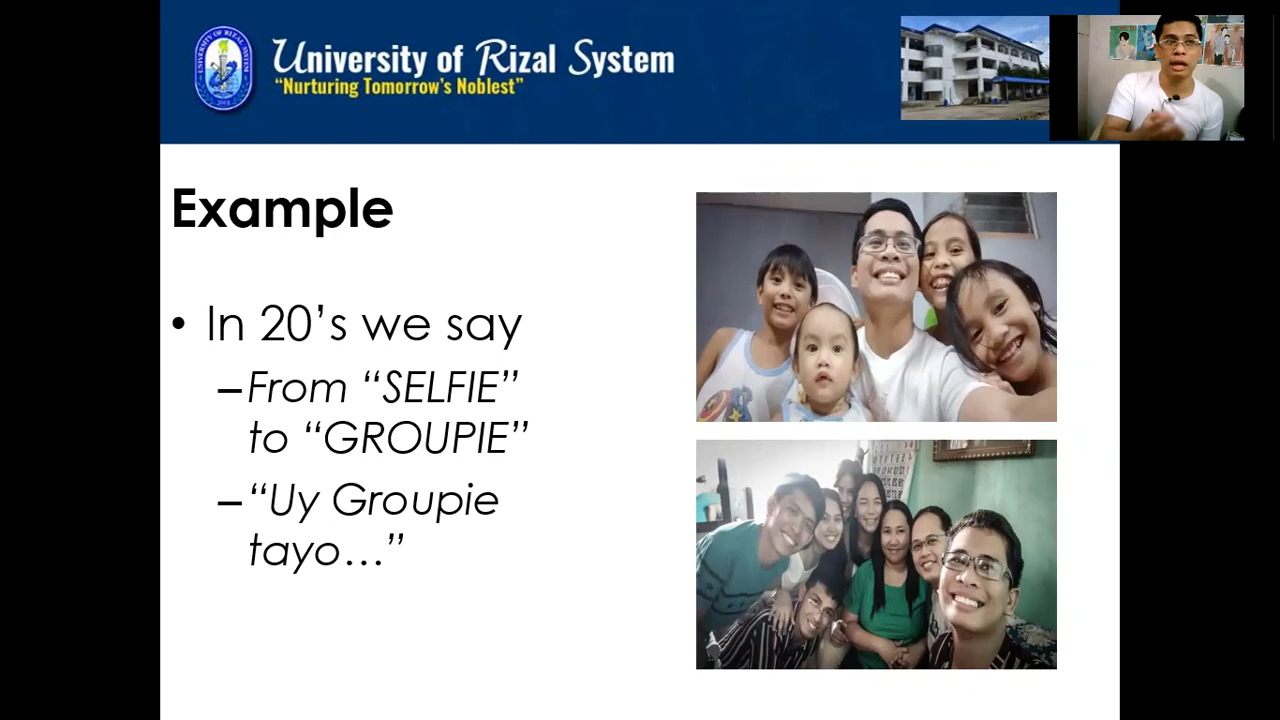 University of Rizal System
“Nurturing Tomorrow’s Noblest”
Example
• In 20’s we say
–From “SELFIE”
to “GROUPIE”
–“Uy Groupie
tayo...”